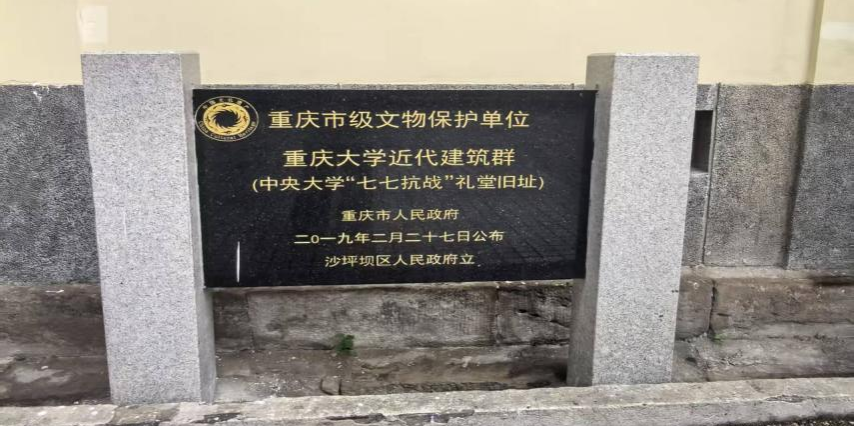 重庆市级文物保护单位
重庆大学近代建筑群
(中央大学“七七抗战”礼堂旧址)
重庆市人民政府
二0一九年二月二十七日公布
沙坪坝区人民政府立